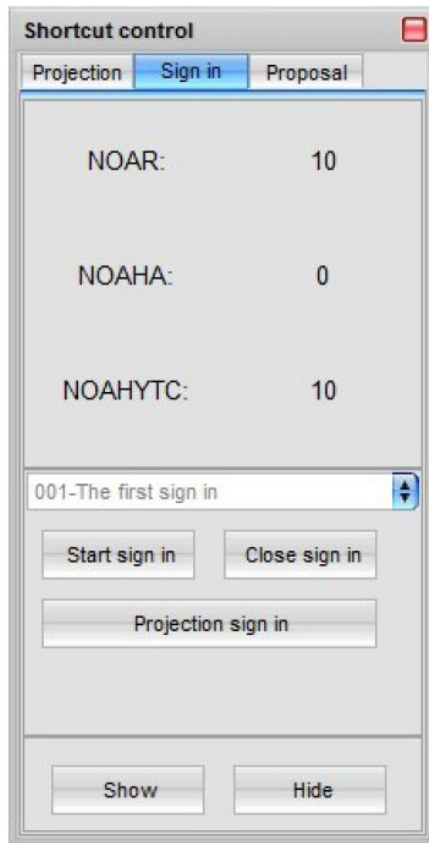 Shortcut control
Projection Sign in Proposal
NOAR: 10
NOAHA: 0
NOAHYTC: 10
001-The first sign in
Start sign in Close sign in
Projection sign in
Show Hide